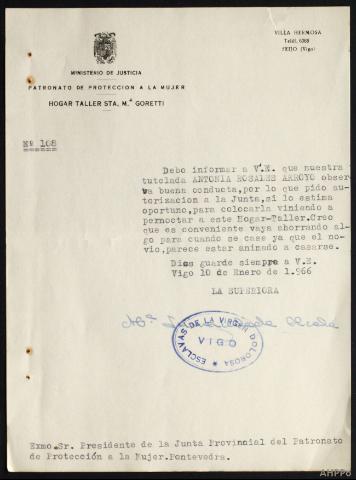 VILLA HERMOSA
Teléf. 6088
TEIJO (Vigo)
MINISTERIO DE JUSTICIA
PATRONATO DE PROTECCION A LA MUJER
HOGAR TALLER STA. M.ª GORETTI
Nº 108
Debo informar a V.E. que nuestra
tutelada ANTONIA ROSALES ARROYO obser
va buena conducta, por lo que pido au-
torizacion a la Junta, si lo estima
oportuno, para colocarla viniendo a
pernoctar a este Hogar-Taller. Creo
que es conveniente vaya ahorrando al-
go para cuando se case ya que el no-
vio, parece estar animado a casarse.
Dios guarde siempre a V.E.
Vigo 10 de Enero de 1.966
LA SUPERIORA
Mª
ESCLAVAS DE LA VIRGEN DOLOROSA
VIGO
Exmo. Sr. Presidente de la Junta Provincial del Patronato
de Protección a la Mujer. Pontevedra.
AHPPo